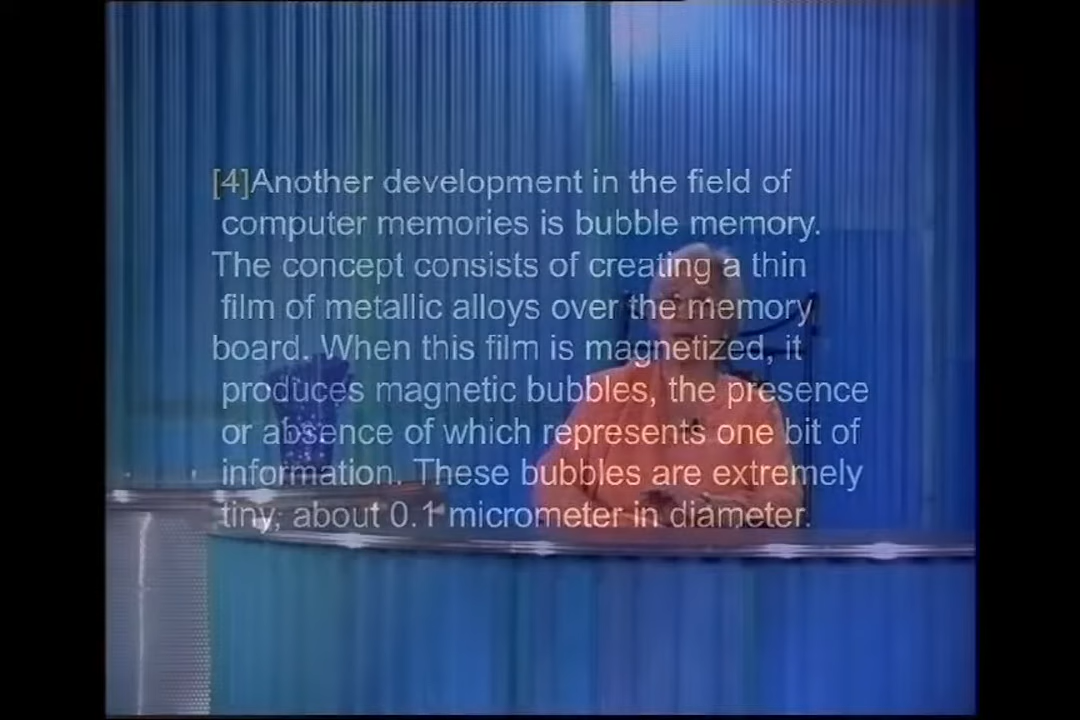 [4]Another development in the field of
computer memories is bubble memory.
The concept consists of creating a thin
film of metallic alloys over the memory
board. When this film is magnetized, it
produces magnetic bubbles, the presence
or absence of which represents one bit of
information. These bubbles are extremely
tiny; about 0.1 micrometer in diameter.